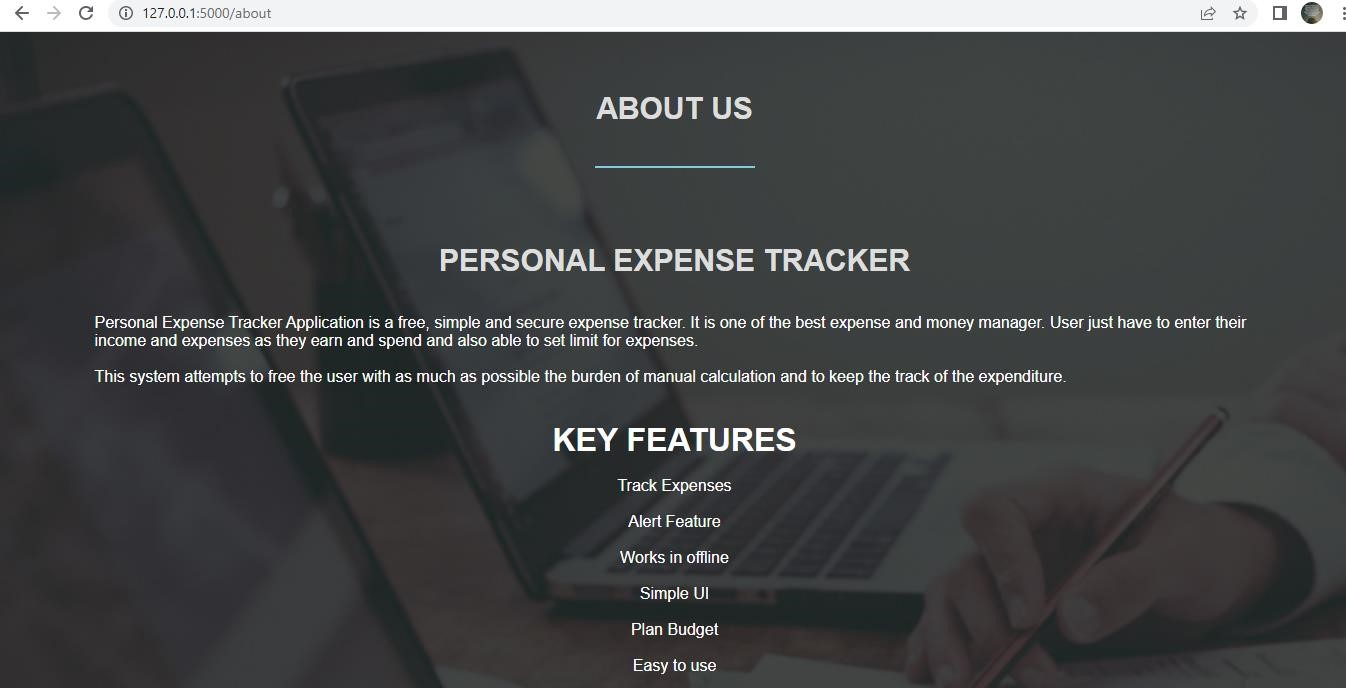 127.0.0.1:5000/about
ABOUT US
PERSONAL EXPENSE TRACKER
Personal Expense Tracker Application is a free, simple and secure expense tracker. It is one of the best expense and money manager. User just have to enter their
income and expenses as they earn and spend and also able to set limit for expenses.
This system attempts to free the user with as much as possible the burden of manual calculation and to keep the track of the expenditure.
KEY FEATURES
Track Expenses
Alert Feature
Works in offline
Simple UI
Plan Budget
Easy to use